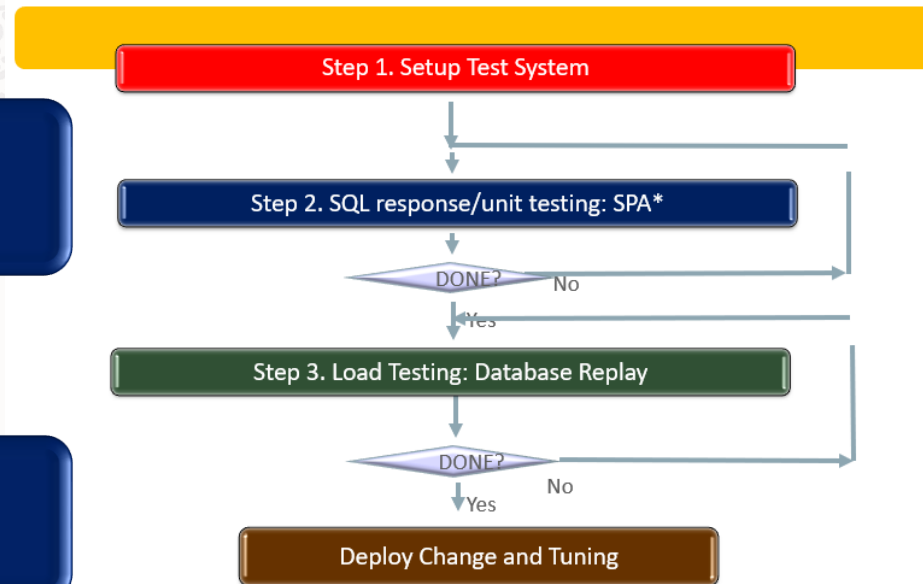 Step 1. Setup Test System
Step 2. SQL response/unit testing: SPA*
DONE?
No
Yes
Step 3. Load Testing: Database Replay
DONE?
No
Yes
Deploy Change and Tuning